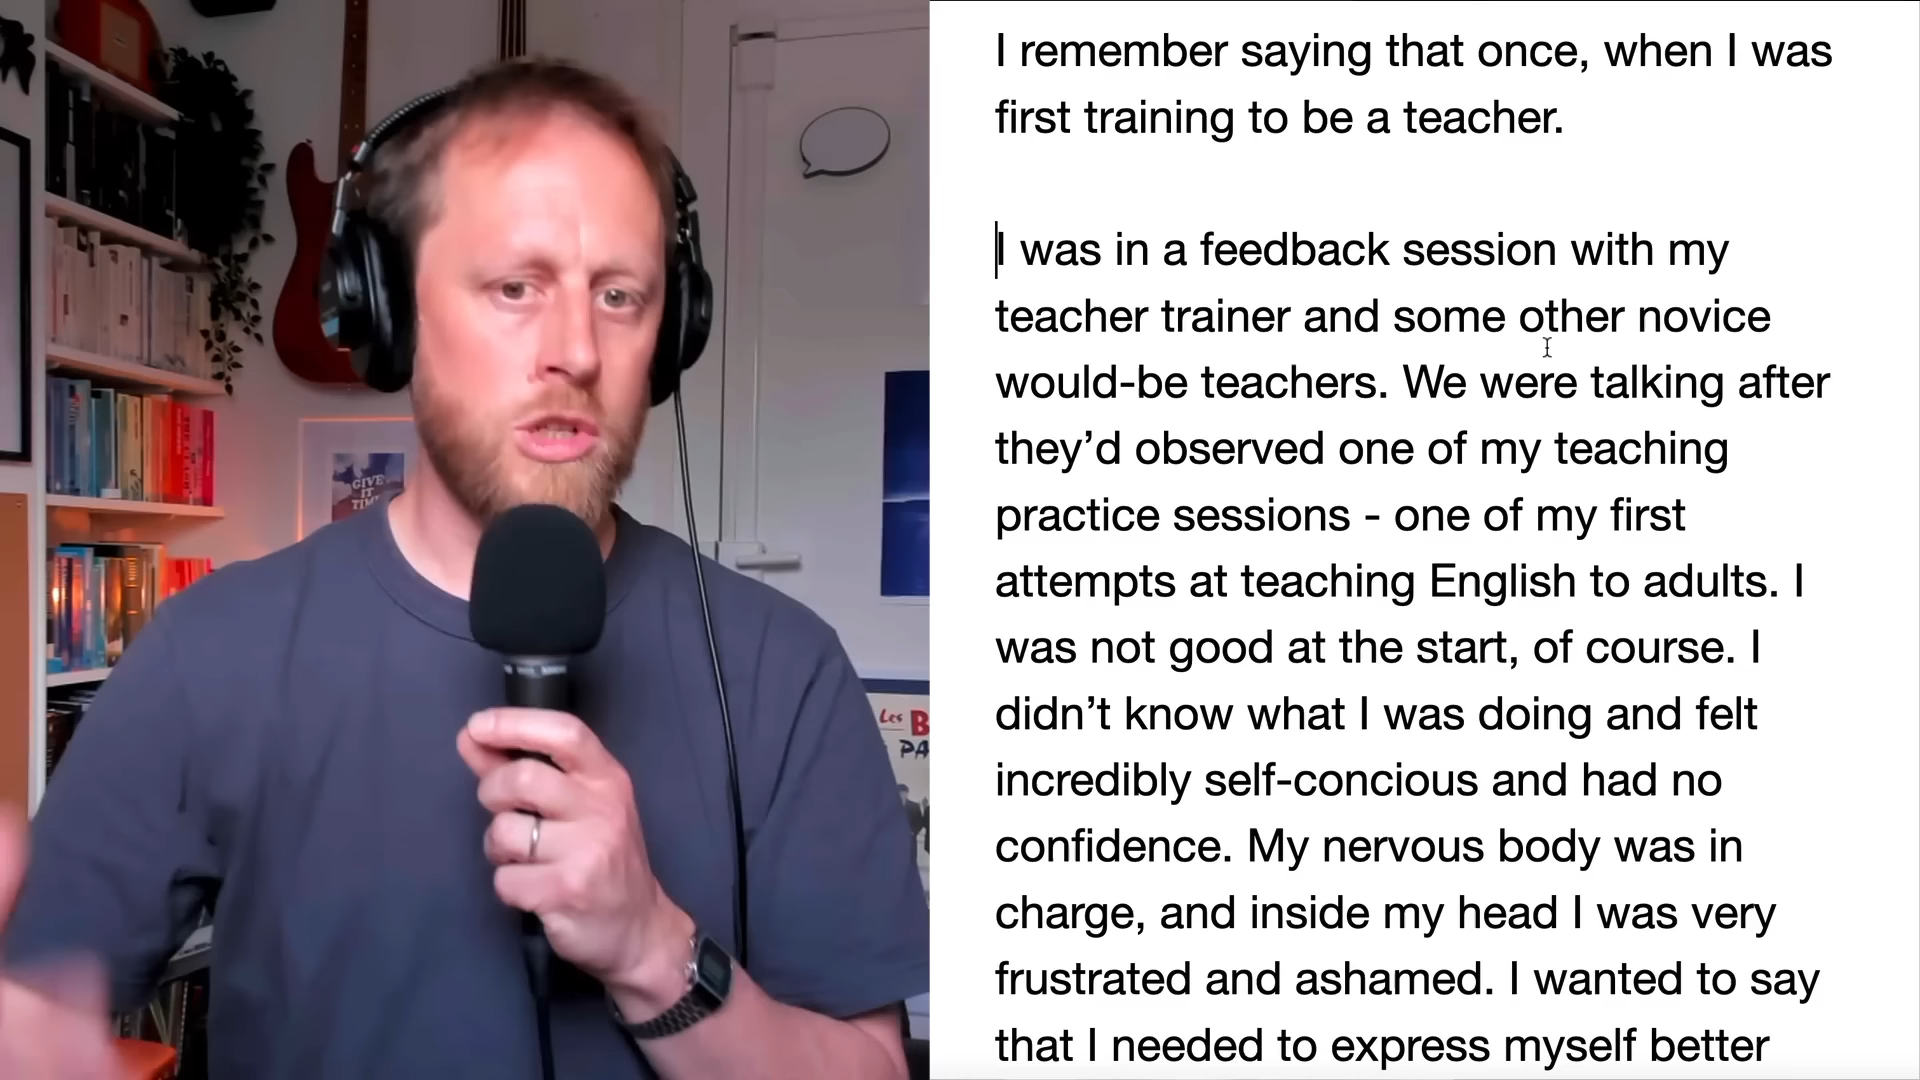 I remember saying that once, when I was
first training to be a teacher.
I was in a feedback session with my
teacher trainer and some other novice
would-be teachers. We were talking after
they’d observed one of my teaching
practice sessions - one of my first
attempts at teaching English to adults. I
was not good at the start, of course. I
didn’t know what I was doing and felt
incredibly self-concious and had no
confidence. My nervous body was in
charge, and inside my head I was very
frustrated and ashamed. I wanted to say
that I needed to express myself better
GIVE
IT
Les B
PA